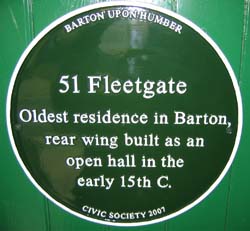 BARTON UPON HUMBER
51 Fleetgate
Oldest residence in Barton,
rear wing built as an
open hall in the
early 15th C.
CIVIC SOCIETY 2007